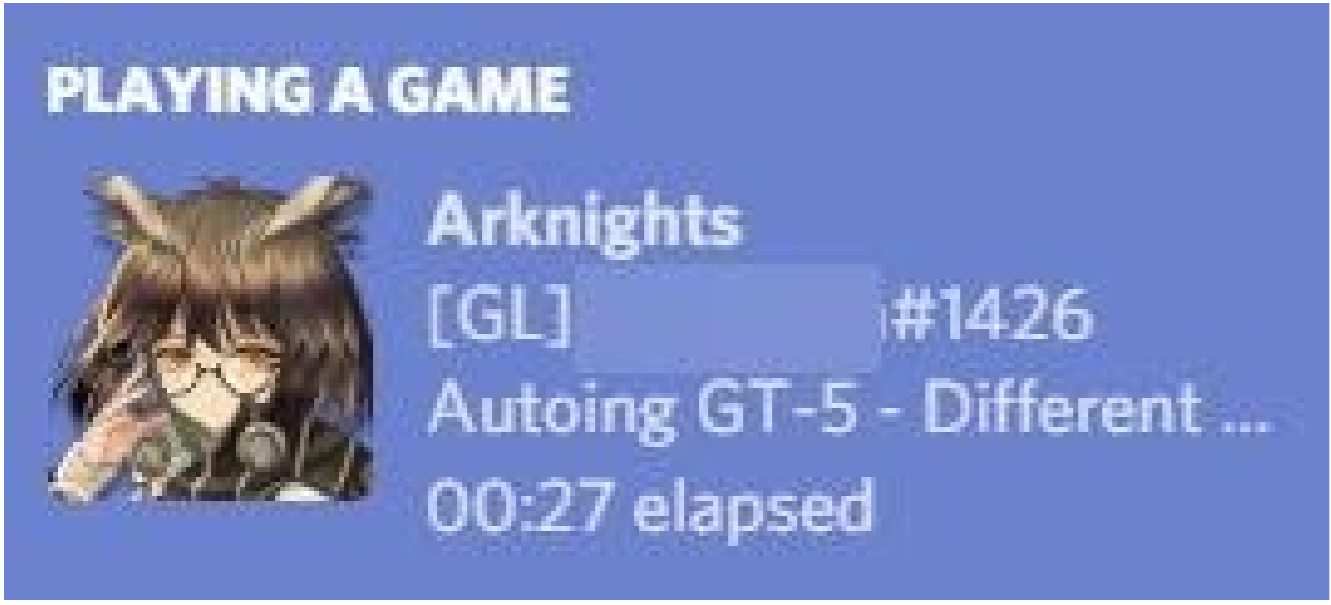 PLAYING A GAME
Arknights
[GL] #1426
Autoing GT-5 - Different ...
00:27 elapsed